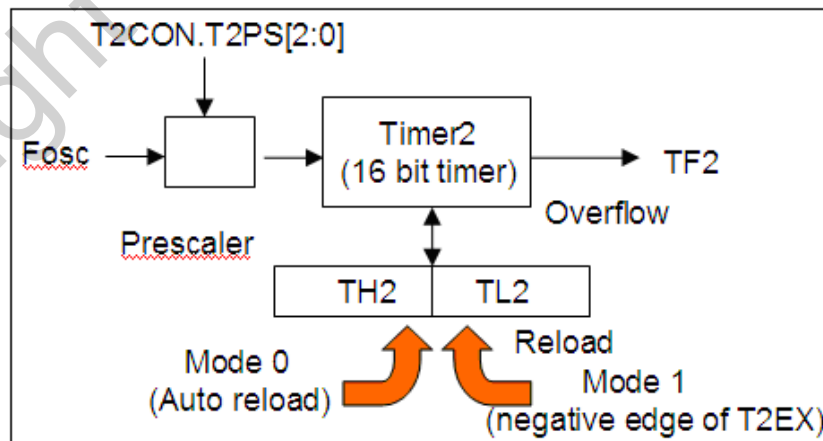 T2CON.T2PS[2:0]
Fosc
Prescaler
Timer2
(16 bit timer)
TF2
Overflow
TH2
TL2
Reload
Mode 0
(Auto reload)
Mode 1
(negative edge of T2EX)